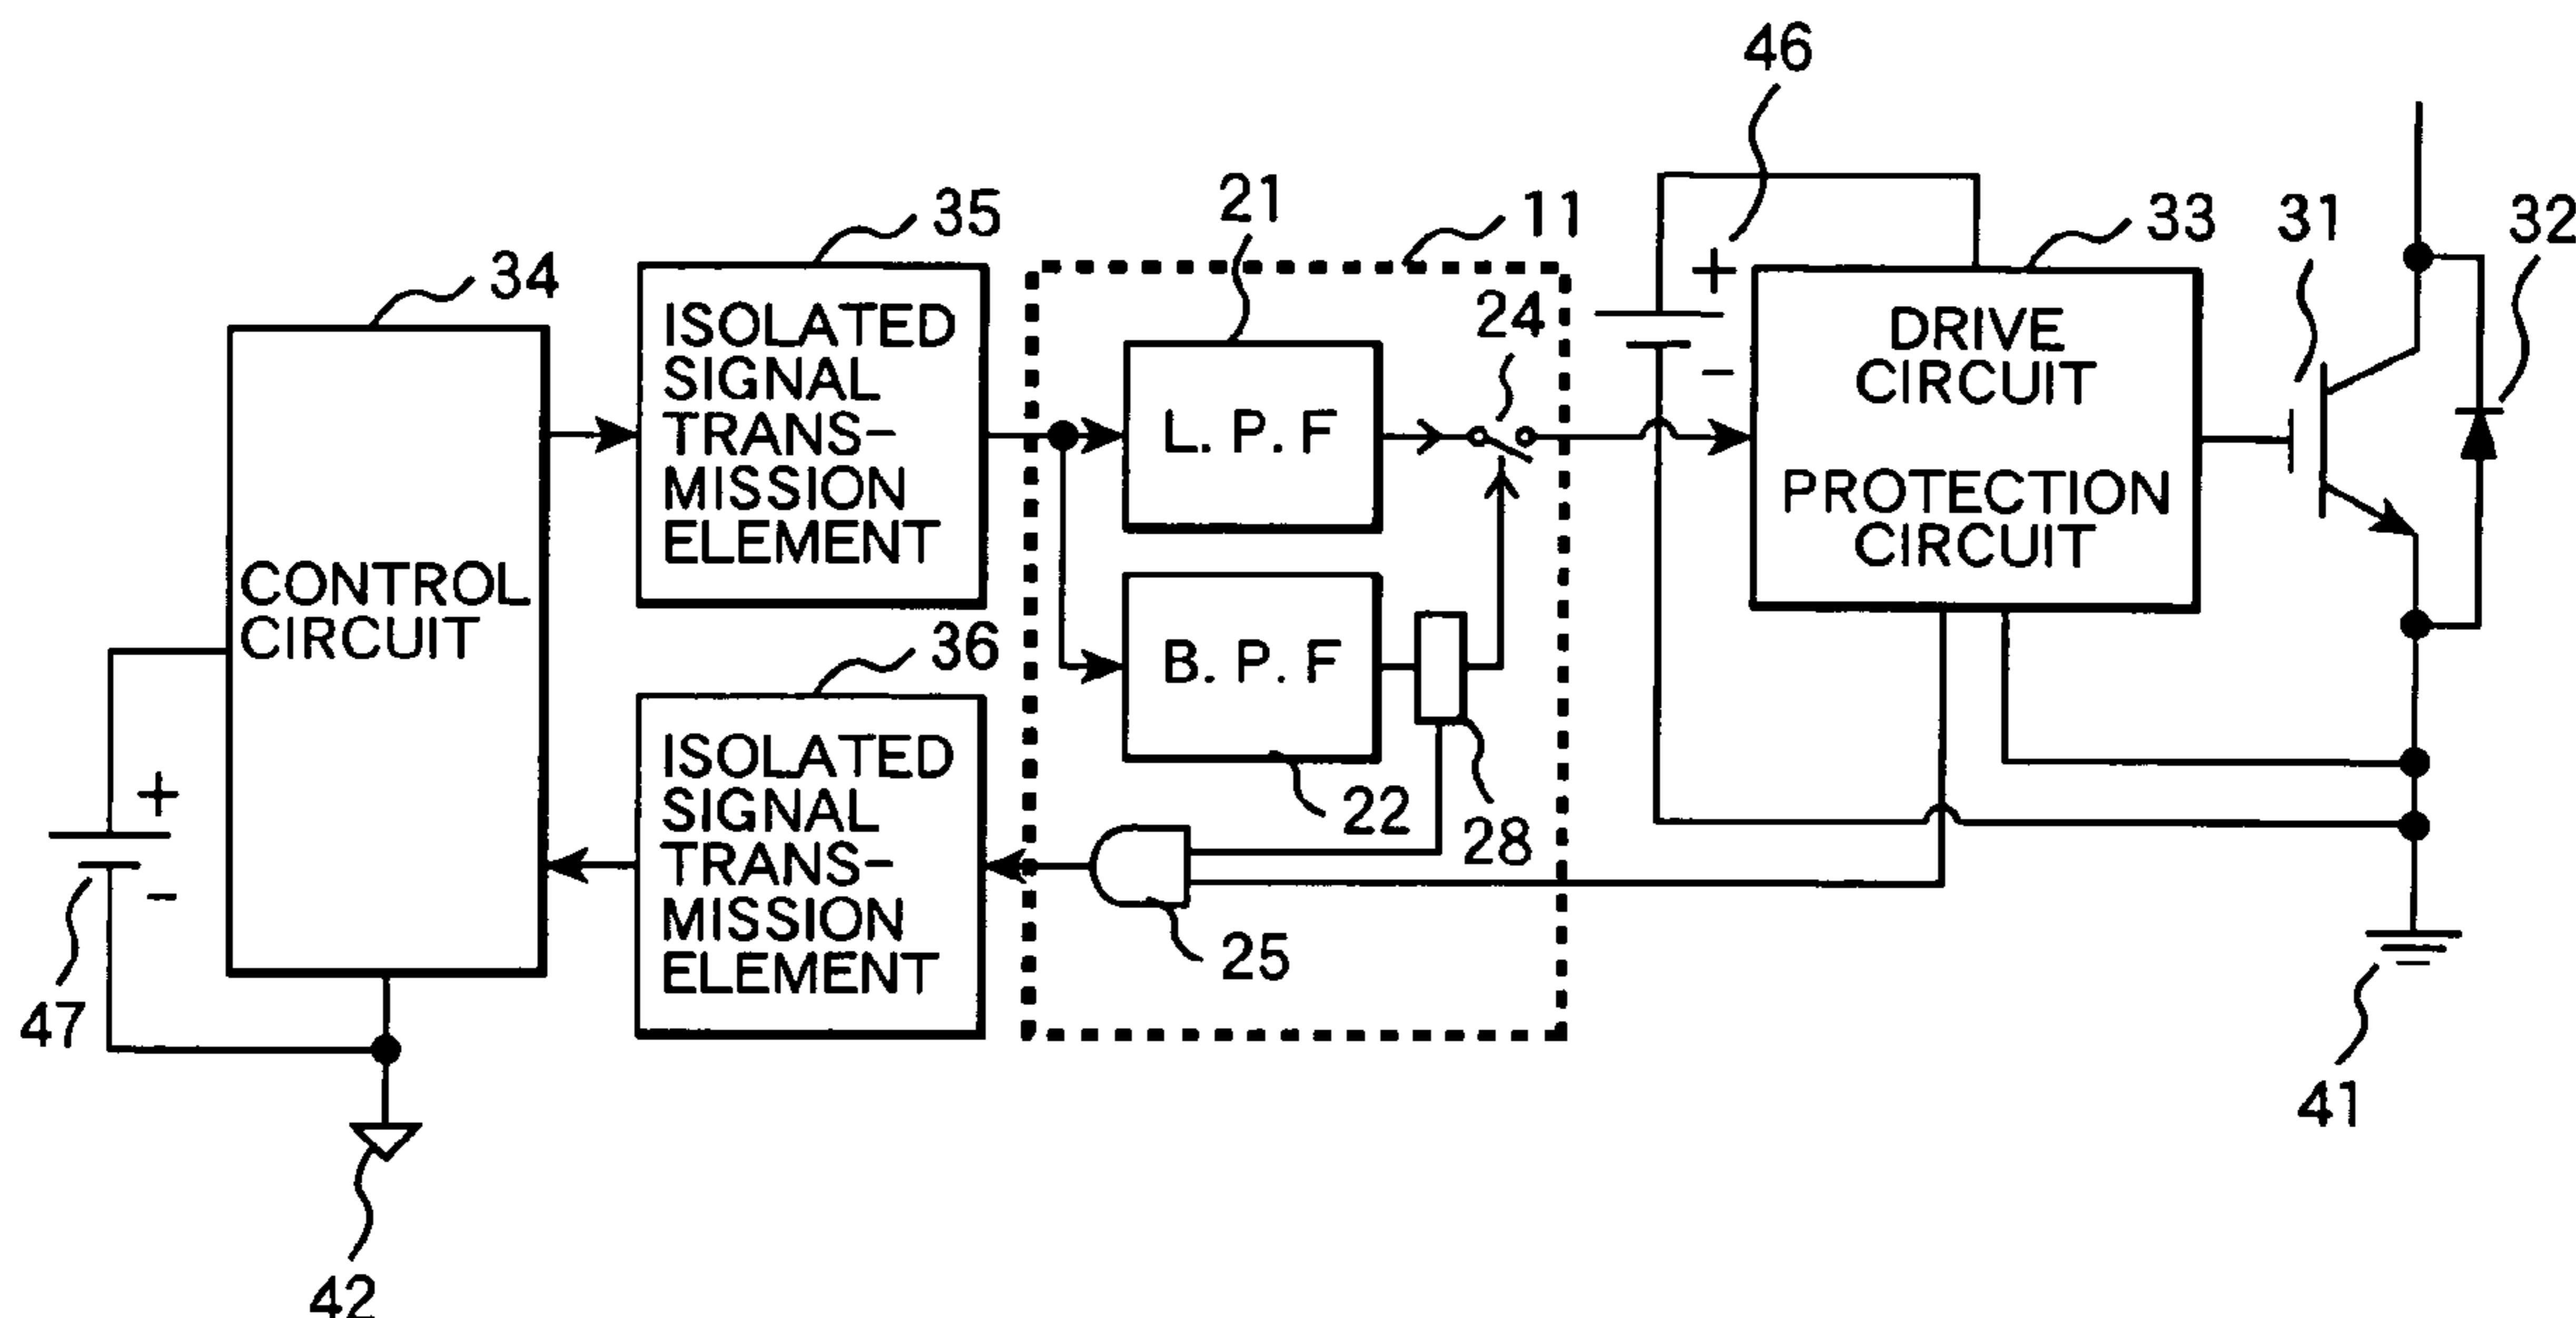 46
35
21
11
33
31
32
34
24
+
-
ISOLATED
SIGNAL
TRANS-
MISSION
ELEMENT
L. P. F
DRIVE
CIRCUIT
PROTECTION
CIRCUIT
CONTROL
CIRCUIT
36
B. P. F
ISOLATED
SIGNAL
TRANS-
MISSION
ELEMENT
22
28
+
-
25
47
41
42